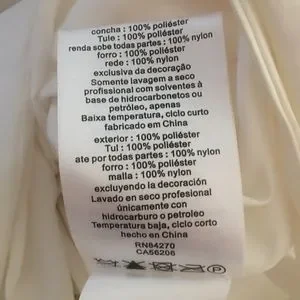 concha : 100% poliéster
Tule : 100% poliéster
renda sobe todas partes : 100% nylon
forro : 100% poliéster
rede : 100% nylon
exclusiva da decoração
Somente lavagem a seco
profissional com solventes à
base de hidrocarbonetos ou
petróleo, apenas
Baixa temperatura, ciclo curto
fabricado em China
exterior : 100% poliéster
Tul : 100% poliéster
ate por todas partes : 100% nylon
forro : 100% poliéster
malla : 100% nylon
excluyendo la decoración
Lavado en seco profesional
únicamente con
hidrocarburo o petroleo
Temperatura baja, ciclo corto
hecho en China
RN84270
CA56206
P